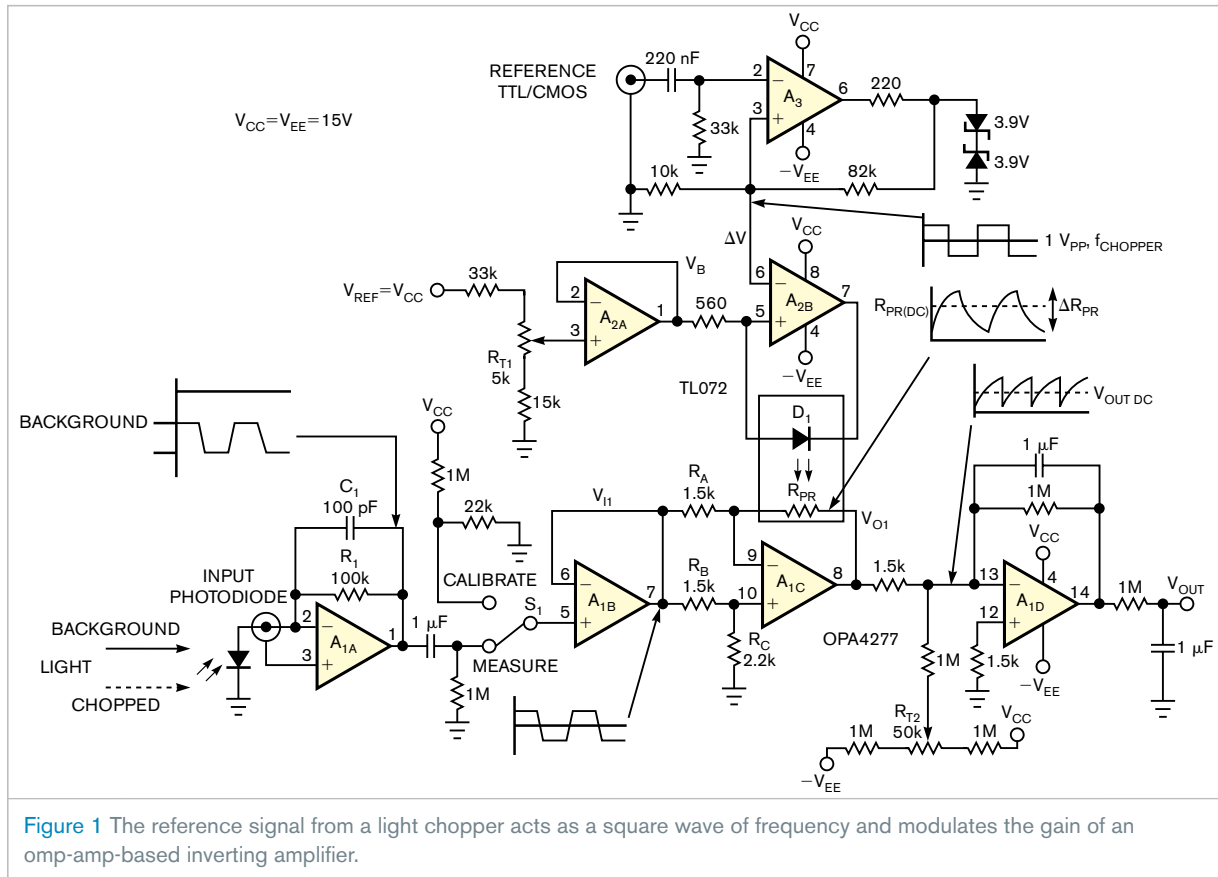 VCC
220 nF
REFERENCE
TTL/CMOS
2
−
7
A3
6
220
VCC=VEE=15V
3
+
4
33k
−VEE
3.9V
3.9V
10k
82k
ΔV
VCC
1 VPP, fCHOPPER
VB
6
−
8
7
33k
VREF=VCC
2
−
A2A
1
560
A2B
5
+
4
RPR(DC)
ΔRPR
3
+
RT1
5k
−VEE
TL072
15k
VOUT DC
BACKGROUND
VCC
D1
1 µF
1M
RA
1.5k
RPR
1M
C1
100 pF
22k
VI1
VO1
VCC
R1
100k
9
−
INPUT
PHOTODIODE
CALIBRATE
6
−
RB
1.5k
A1C
8
1.5k
13
−
4
S1
A1B
7
10
+
A1D
14
1M
VOUT
BACKGROUND
2
−
A1A
1
1 µF
5
+
OPA4277
12
+
LIGHT
3
+
MEASURE
RC
2.2k
1M
1.5k
−VEE
1 µF
CHOPPED
1M
RT2
50k
VCC
1M
1M
−VEE
Figure 1 The reference signal from a light chopper acts as a square wave of frequency and modulates the gain of an
omp-amp-based inverting amplifier.